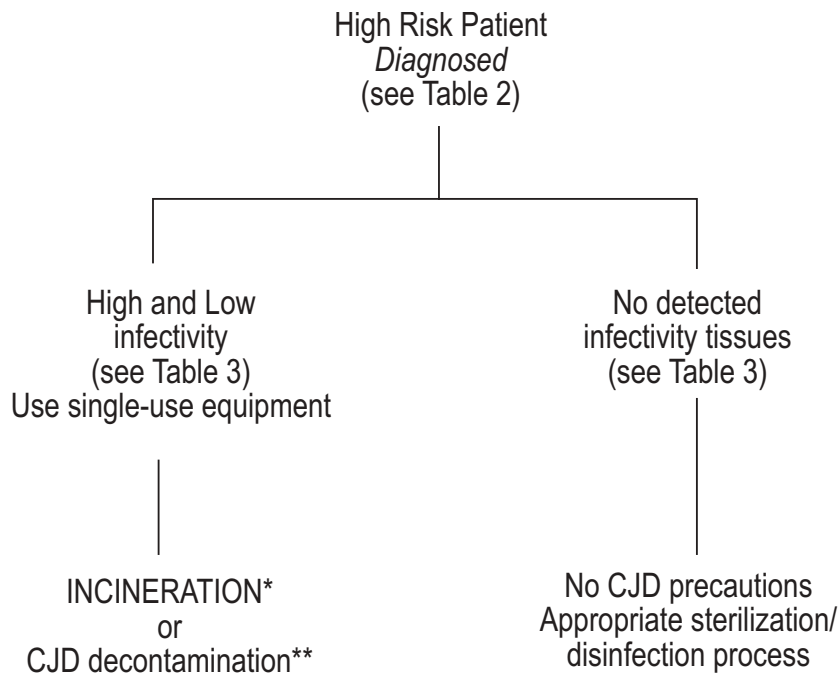 High Risk Patient
Diagnosed
(see Table 2)
High and Low
infectivity
(see Table 3)
Use single-use equipment
No detected
infectivity tissues
(see Table 3)
INCINERATION*
or
CJD decontamination**
No CJD precautions
Appropriate sterilization/
disinfection process